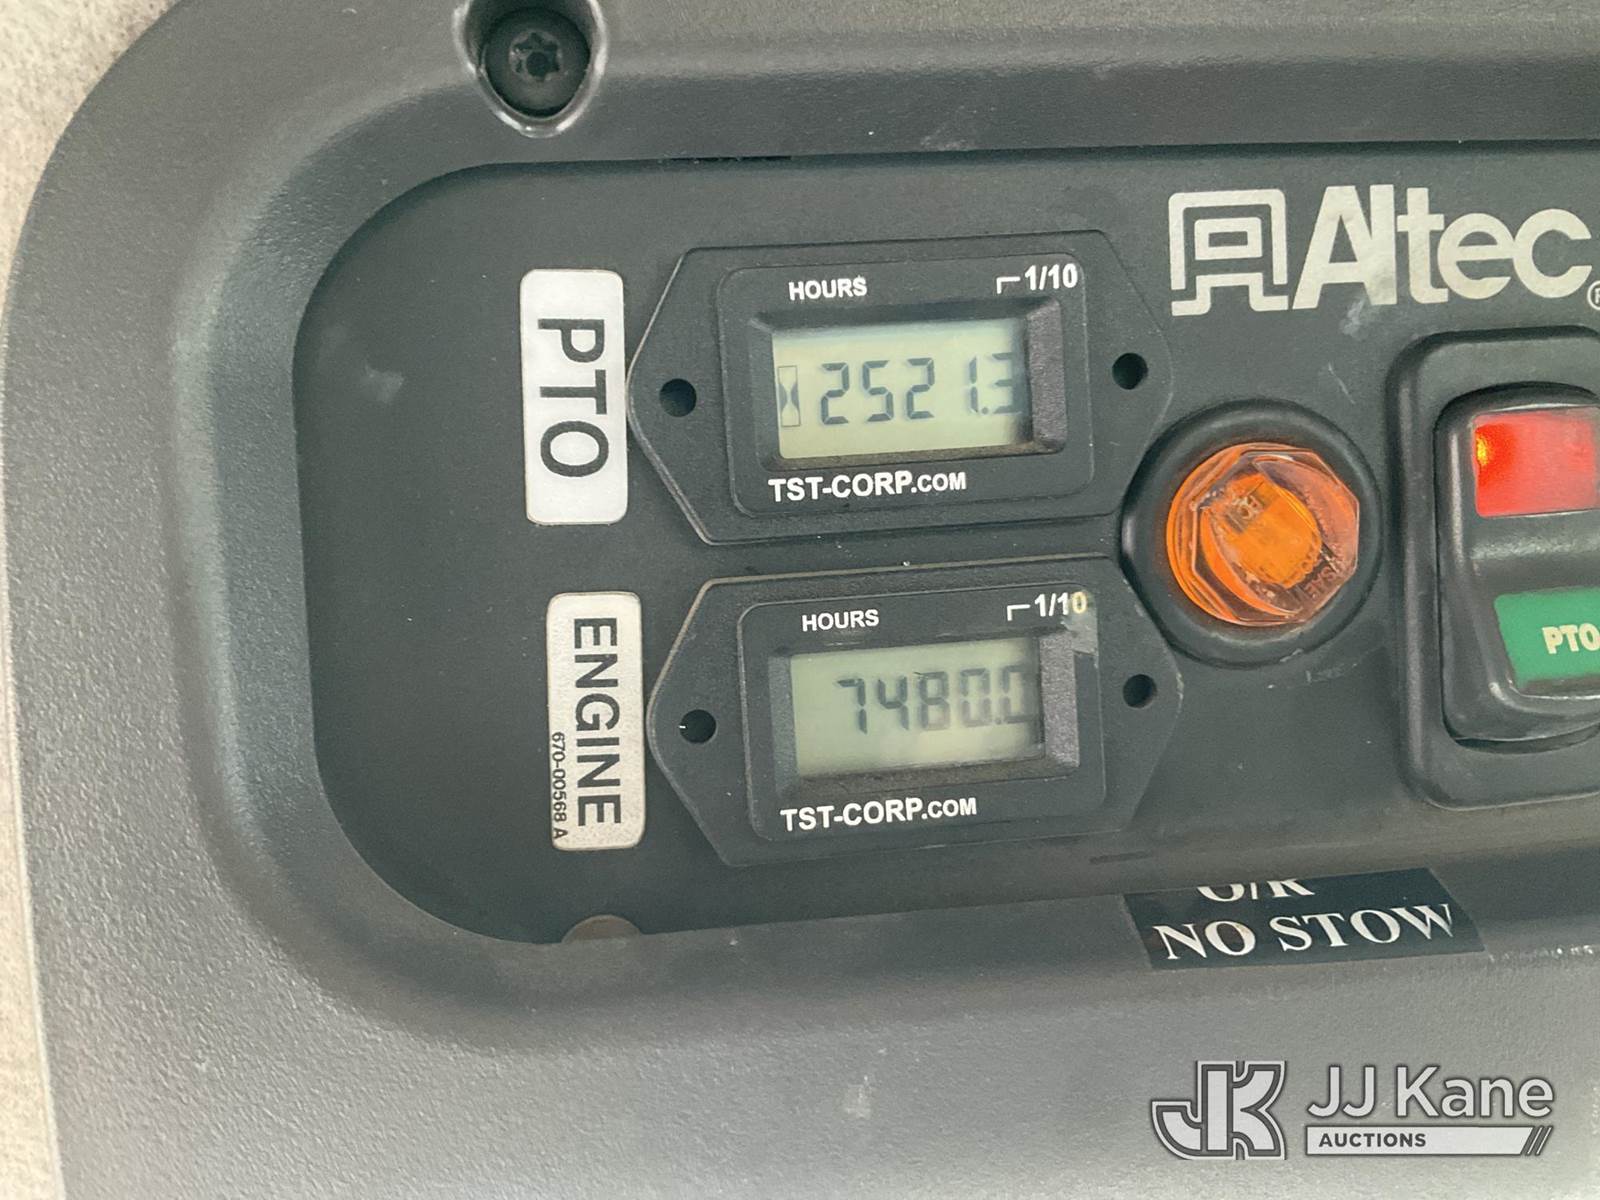 Altec
HOURS 1/10
PTO
2521.3
TST-CORP.COM
HOURS 1/10
ENGINE
670-00568 A
7480.0
TST-CORP.COM
PTO
O/R
NO STOW
JJ Kane
AUCTIONS